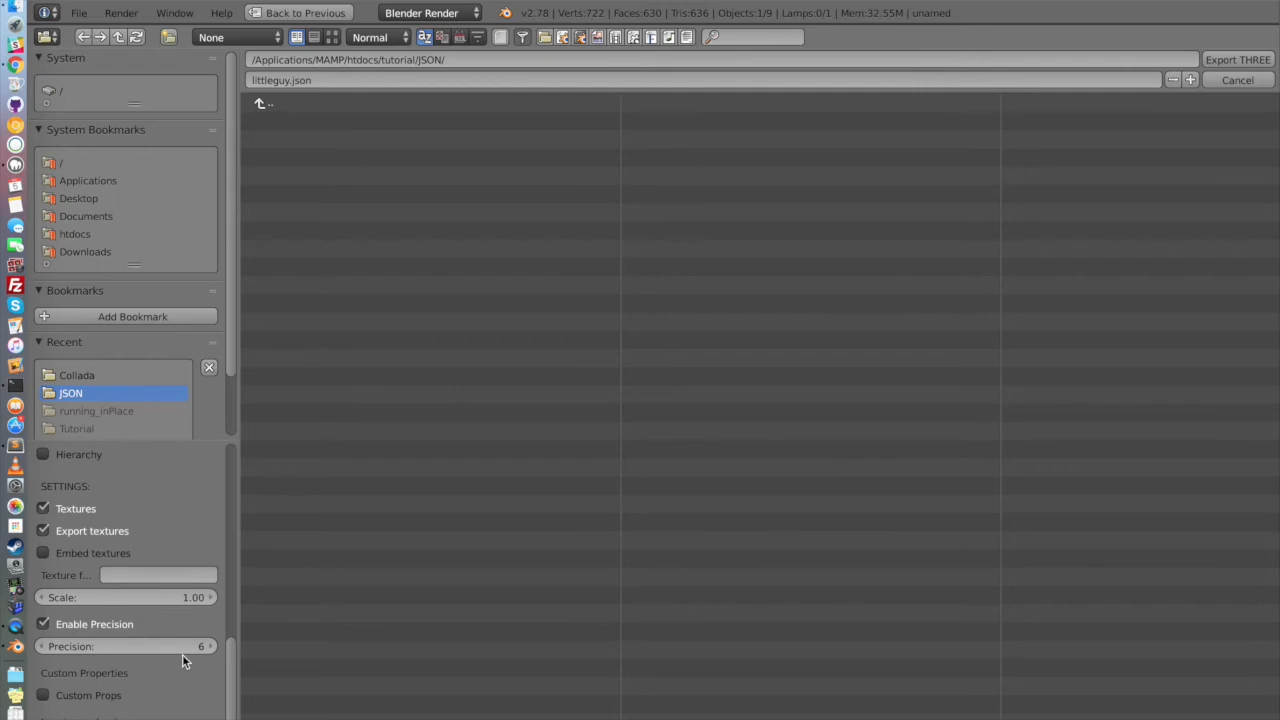 File Render Window Help Back to Previous Blender Render v2.78 | Verts:722 | Faces:630 | Tris:636 | Objects:1/9 | Lamps:0/1 | Mem:32.55M | unnamed
None Normal
System
/
System Bookmarks
/
Applications
Desktop
Documents
htdocs
Downloads
Bookmarks
Add Bookmark
Recent
Collada
JSON
running_inPlace
Tutorial
Hierarchy
SETTINGS:
Textures
Export textures
Embed textures
Texture f...
Scale: 1.00
Enable Precision
Precision: 6
Custom Properties
Custom Props
/Applications/MAMP/htdocs/tutorial/JSON/ Export THREE
littleguy.json Cancel
..